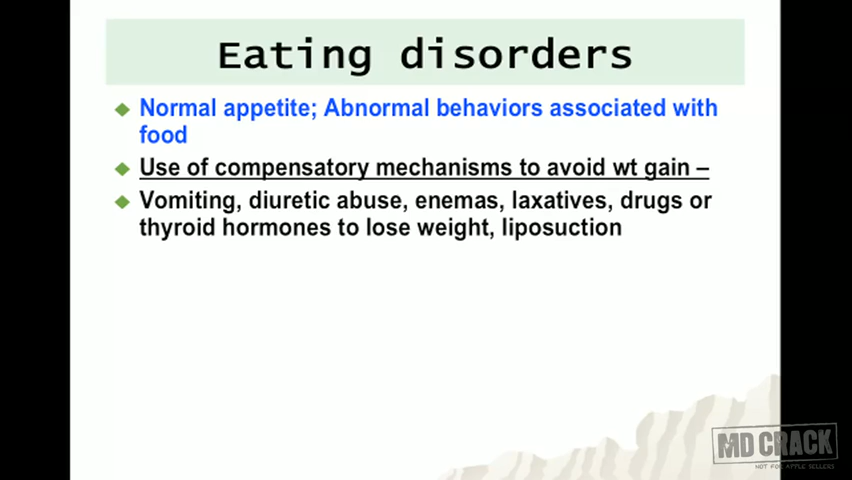 Eating disorders
Normal appetite; Abnormal behaviors associated with
food
Use of compensatory mechanisms to avoid wt gain –
Vomiting, diuretic abuse, enemas, laxatives, drugs or
thyroid hormones to lose weight, liposuction
MD CRACK
NOT FOR APPLE SELLERS